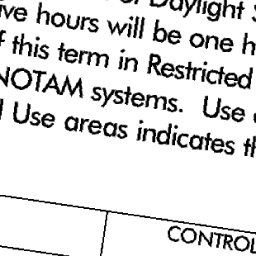 Daylight
ive hours will be one h
this term in Restricted
NOTAM systems. Use
Use areas indicates th
CONTROL